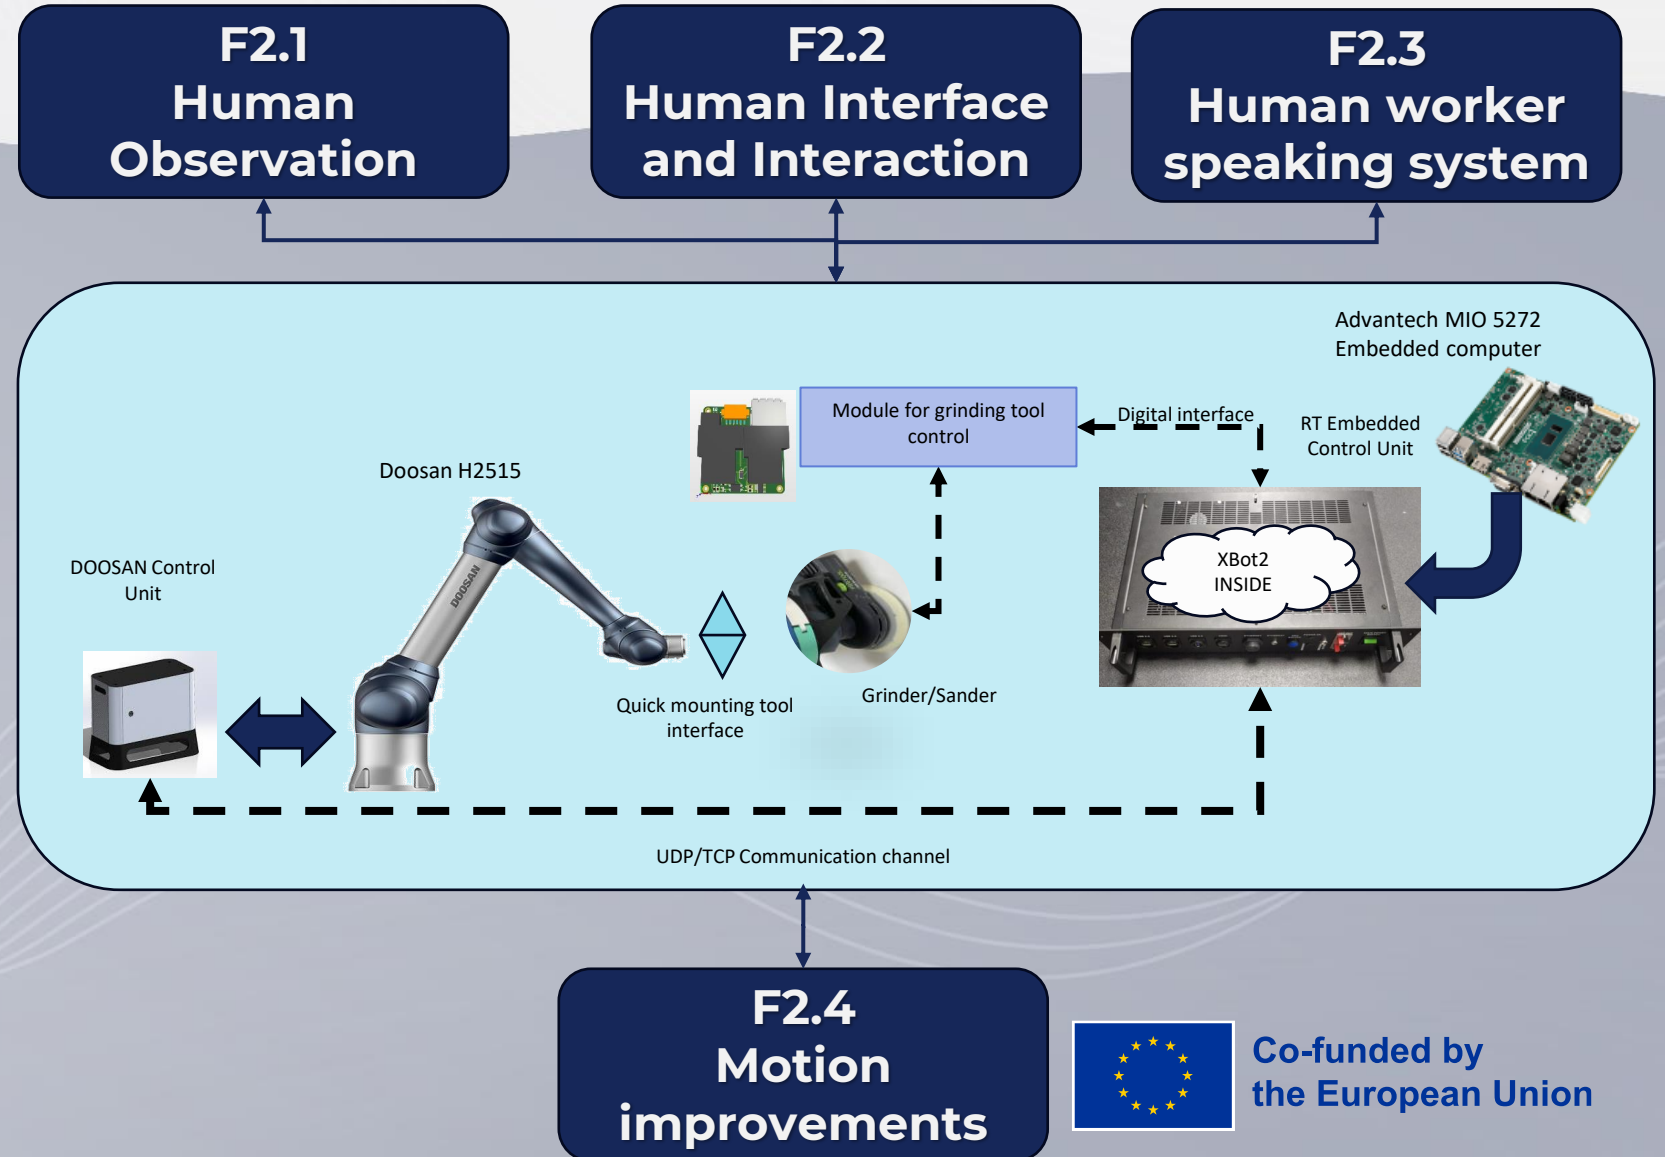 F2.1
Human
Observation
F2.2
Human Interface
and Interaction
F2.3
Human worker
speaking system
Advantech MIO 5272
Embedded computer
Module for grinding tool
control
Digital interface
RT Embedded
Control Unit
Doosan H2515
DOOSAN Control
Unit
DOOSAN
XBot2
INSIDE
Quick mounting tool
interface
Grinder/Sander
UDP/TCP Communication channel
F2.4
Motion
improvements
Co-funded by
the European Union